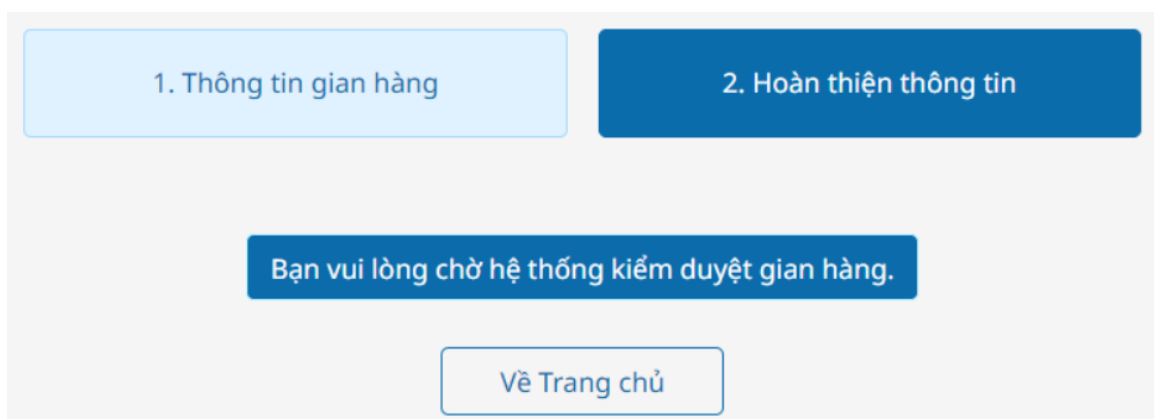 1. Thông tin gian hàng
2. Hoàn thiện thông tin
Bạn vui lòng chờ hệ thống kiểm duyệt gian hàng.
Về Trang chủ